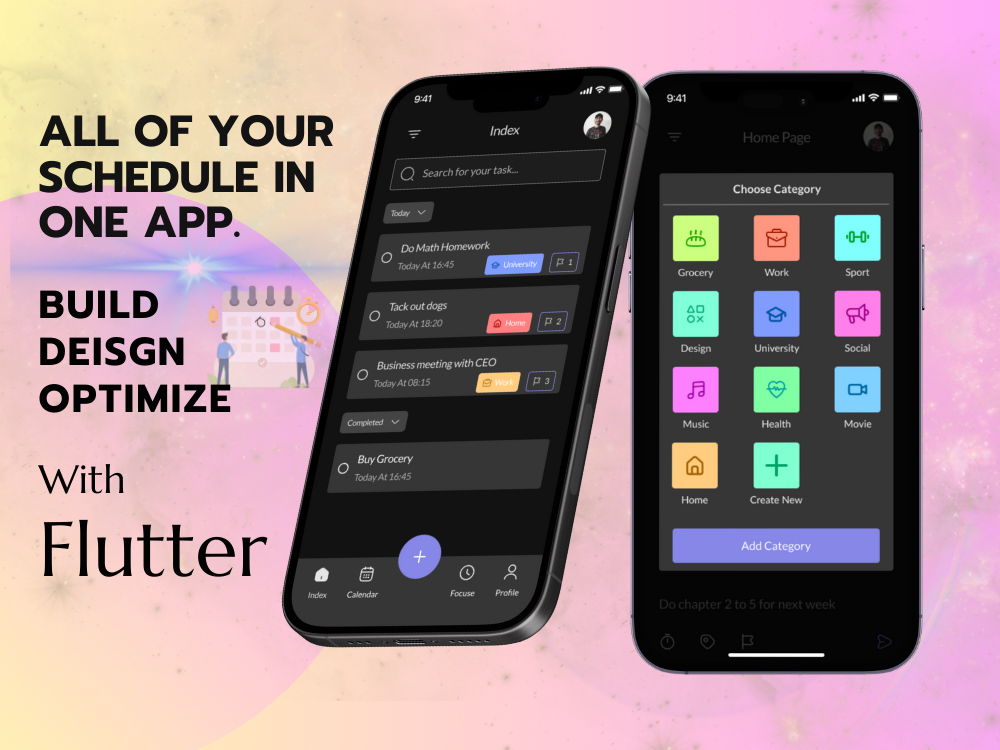 ALL OF YOUR
SCHEDULE IN
ONE APP.
BUILD
DEISGN
OPTIMIZE
With
Flutter
9:41
Index
Search for your task...
Today
Do Math Homework
Today At 16:45
University
1
Tack out dogs
Today At 18:20
Home
2
Business meeting with CEO
Today At 08:15
Work
3
Completed
Buy Grocery
Today At 16:45
+
Index
Calendar
Focuse
Profile
9:41
Home Page
Choose Category
Grocery
Work
Sport
Design
University
Social
Music
Health
Movie
Home
Create New
Add Category
Do chapter 2 to 5 for next week